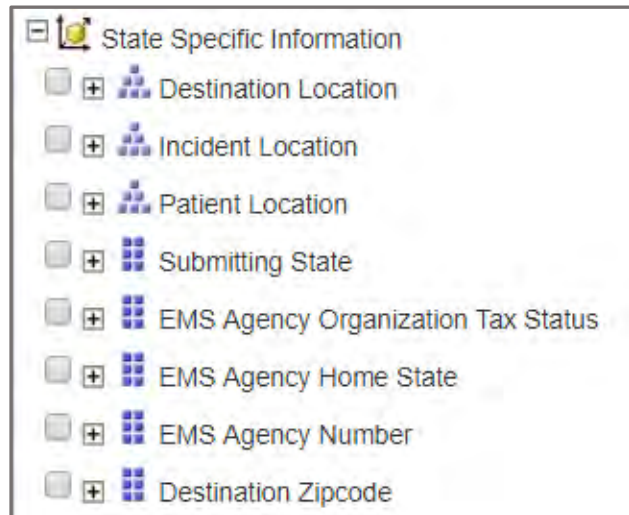 State Specific Information
Destination Location
Incident Location
Patient Location
Submitting State
EMS Agency Organization Tax Status
EMS Agency Home State
EMS Agency Number
Destination Zipcode